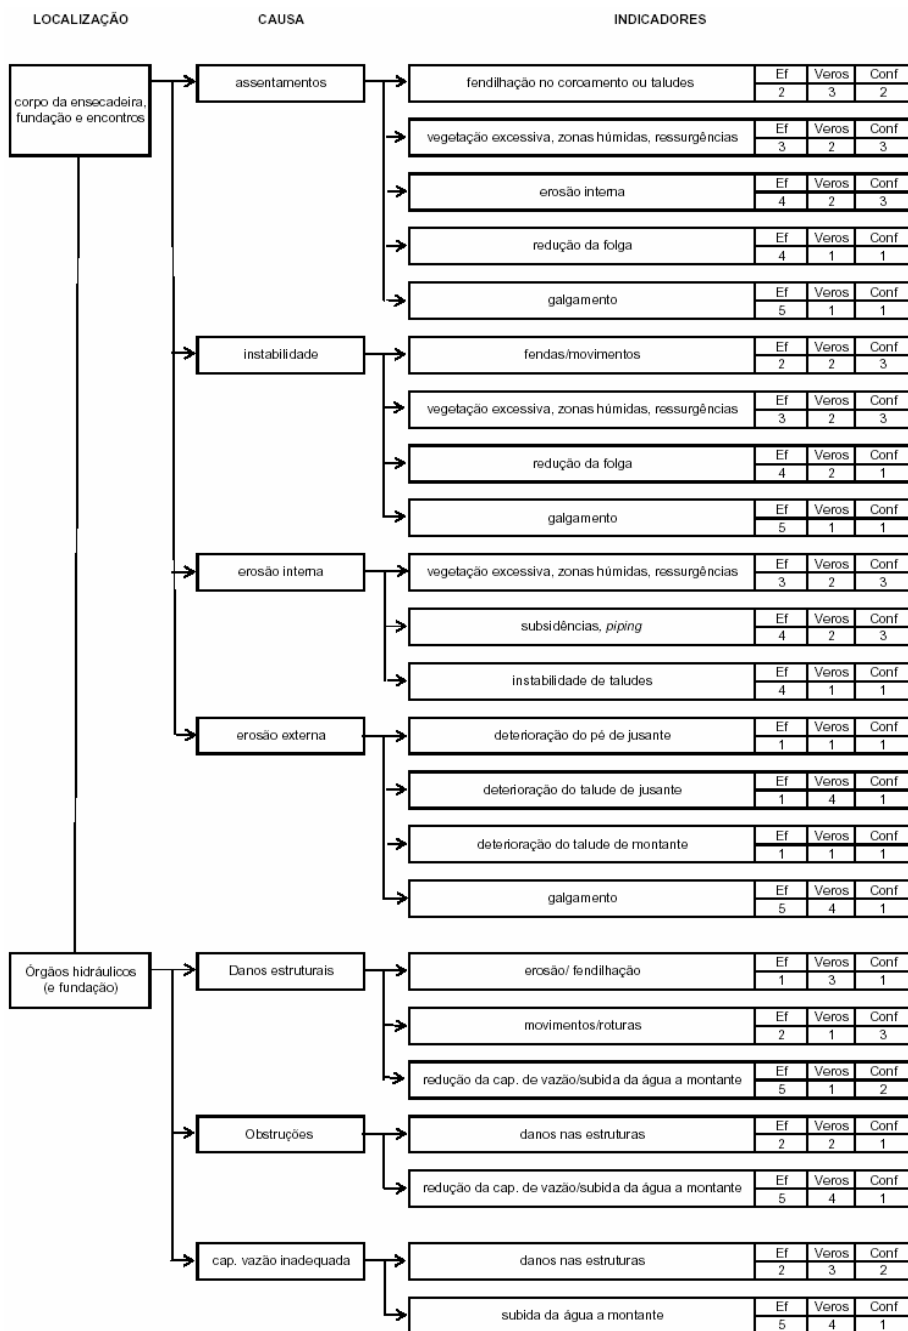 LOCALIZAÇÃO CAUSA INDICADORES
corpo da ensecadeira,
fundação e encontros
assentamentos
fendilhação no coroamento ou taludes
Ef Veros Conf
2 3 2
vegetação excessiva, zonas húmidas, ressurgências
Ef Veros Conf
3 2 3
erosão interna
Ef Veros Conf
4 2 3
redução da folga
Ef Veros Conf
4 1 1
galgamento
Ef Veros Conf
5 1 1
instabilidade
fendas/movimentos
Ef Veros Conf
2 2 3
vegetação excessiva, zonas húmidas, ressurgências
Ef Veros Conf
3 2 3
redução da folga
Ef Veros Conf
4 2 1
galgamento
Ef Veros Conf
5 1 1
erosão interna
vegetação excessiva, zonas húmidas, ressurgências
Ef Veros Conf
3 2 3
subsidências, piping
Ef Veros Conf
4 2 3
instabilidade de taludes
Ef Veros Conf
4 1 1
erosão externa
deterioração do pé de jusante
Ef Veros Conf
1 1 1
deterioração do talude de jusante
Ef Veros Conf
1 4 1
deterioração do talude de montante
Ef Veros Conf
1 1 1
galgamento
Ef Veros Conf
5 4 1
Órgãos hidráulicos
(e fundação)
Danos estruturais
erosão/ fendilhação
Ef Veros Conf
1 3 1
movimentos/roturas
Ef Veros Conf
2 1 3
redução da cap. de vazão/subida da água a montante
Ef Veros Conf
5 1 2
Obstruções
danos nas estruturas
Ef Veros Conf
2 2 1
redução da cap. de vazão/subida da água a montante
Ef Veros Conf
5 4 1
cap. vazão inadequada
danos nas estruturas
Ef Veros Conf
2 3 2
subida da água a montante
Ef Veros Conf
5 4 1